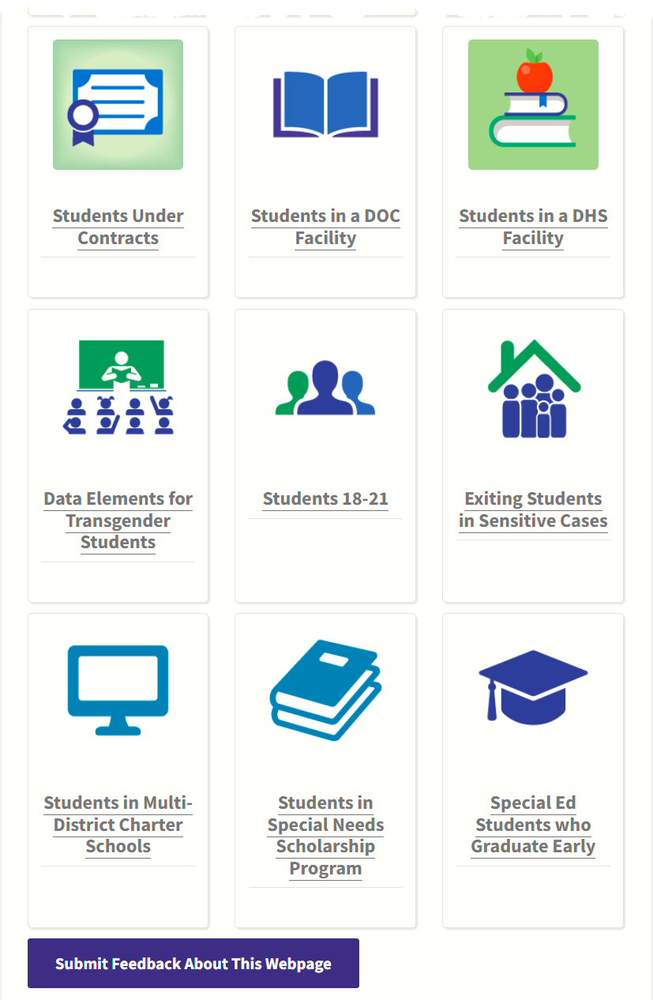 Students Under
Contracts
Students in a DOC
Facility
Students in a DHS
Facility
Data Elements for
Transgender
Students
Students 18-21
Exiting Students
in Sensitive Cases
Students in Multi-
District Charter
Schools
Students in
Special Needs
Scholarship
Program
Special Ed
Students who
Graduate Early
Submit Feedback About This Webpage